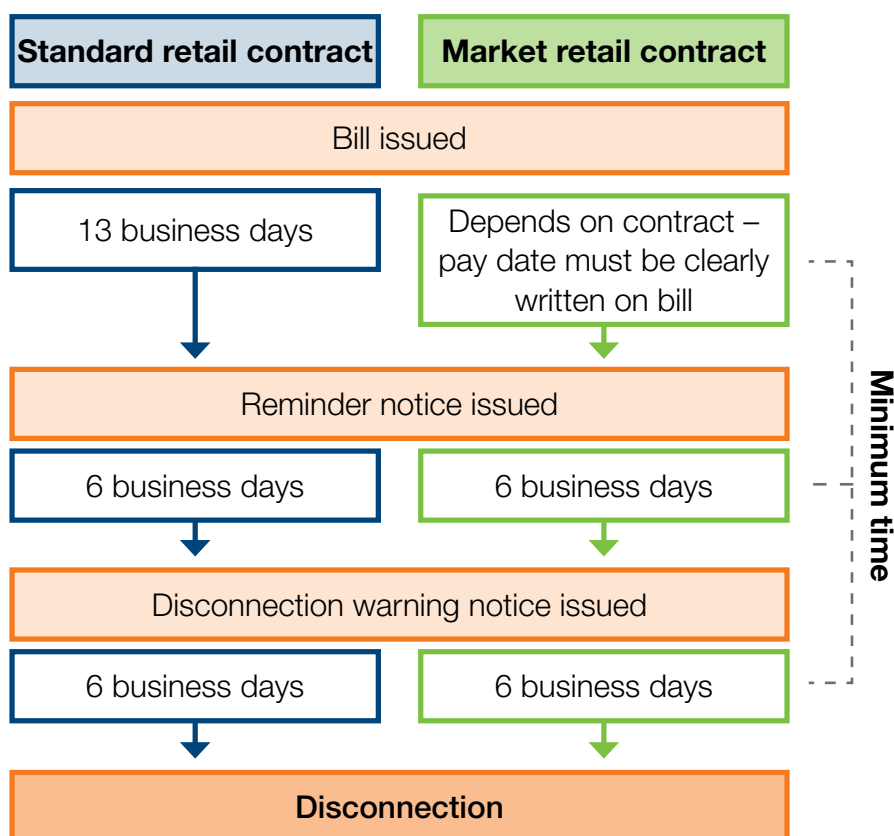 Standard retail contract
Market retail contract
Bill issued
13 business days
Depends on contract –
pay date must be clearly
written on bill
Reminder notice issued
6 business days
6 business days
Disconnection warning notice issued
6 business days
6 business days
Disconnection
Minimum time